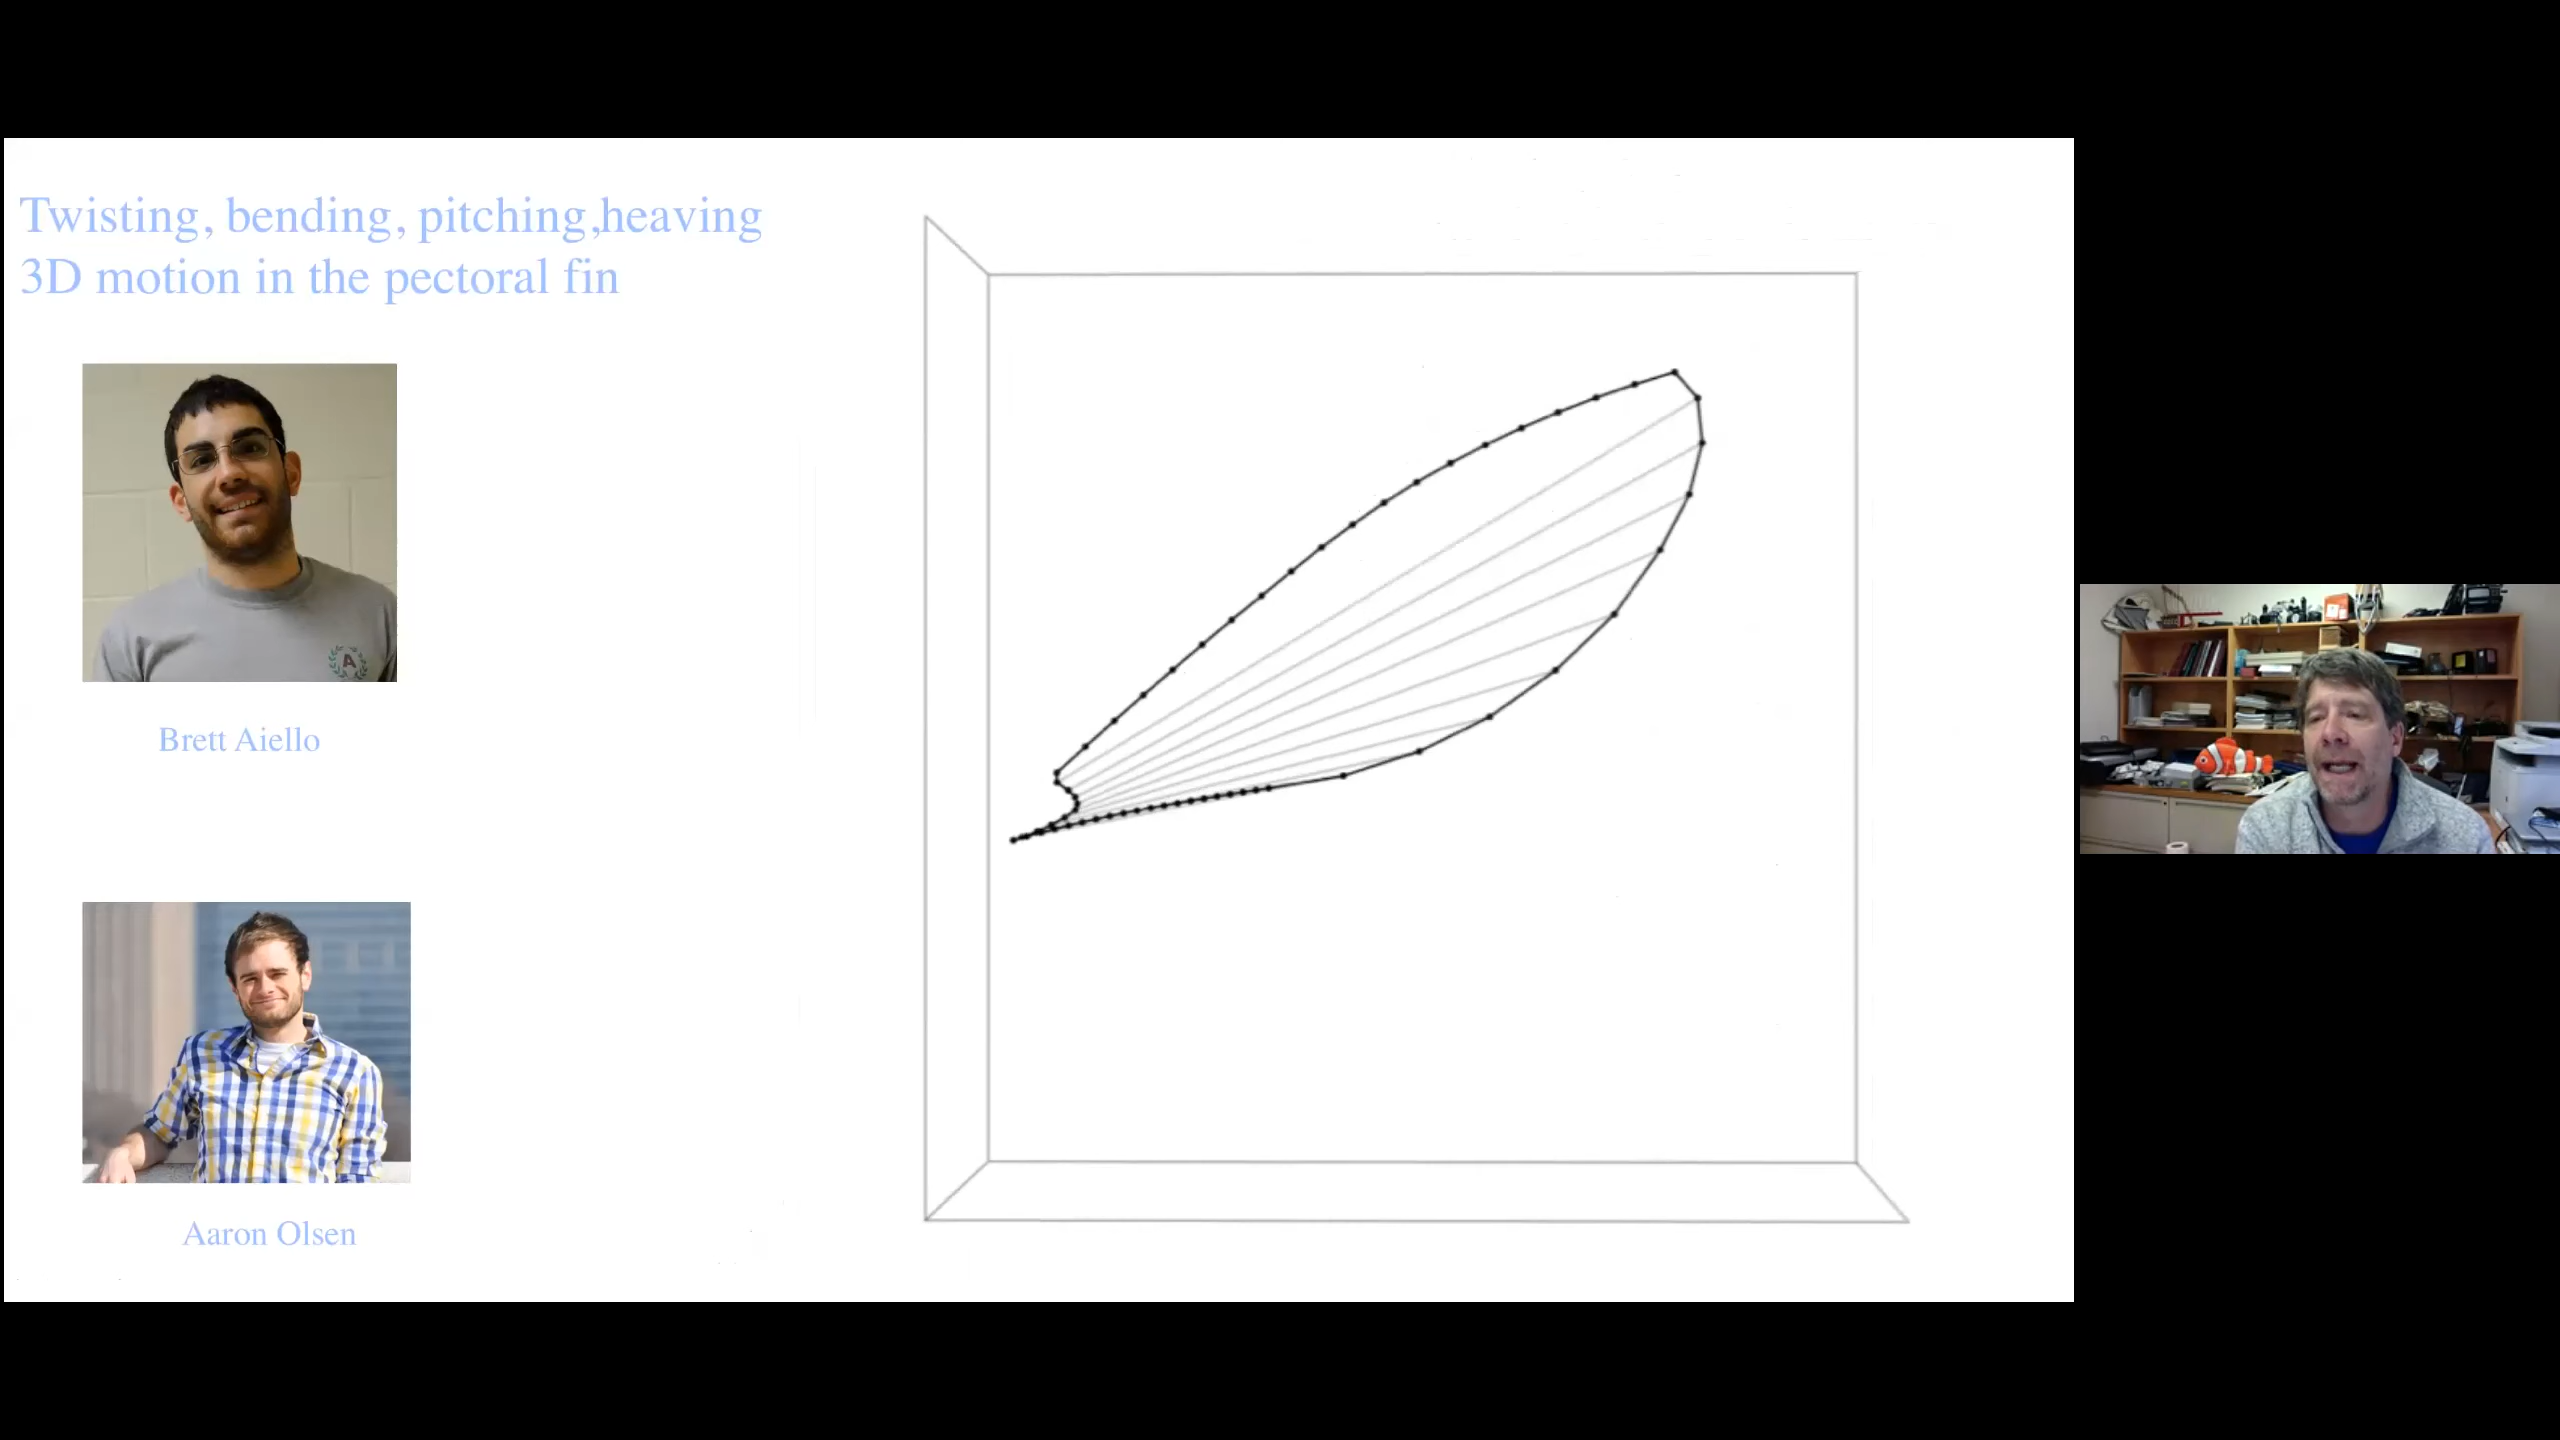 Twisting, bending, pitching,heaving
3D motion in the pectoral fin
A
Brett Aiello
Aaron Olsen